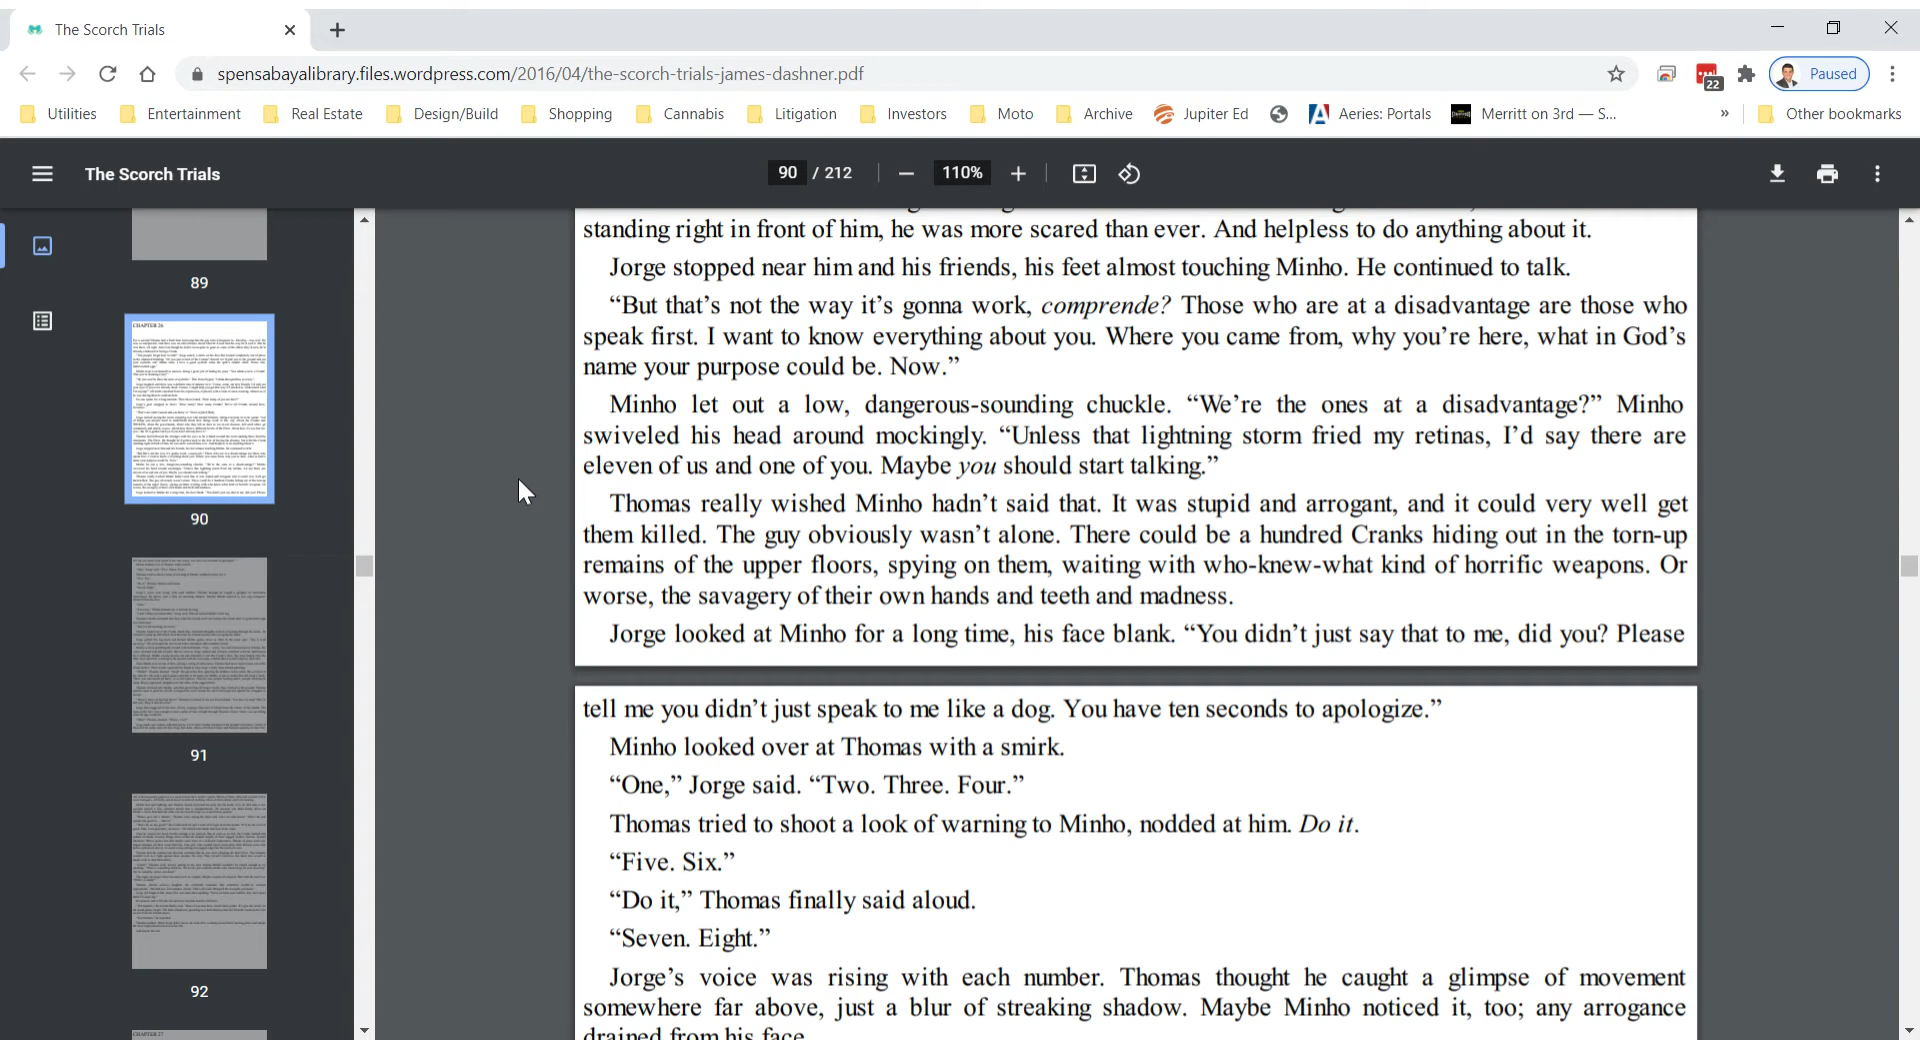 The Scorch Trials
spensabayalibrary.files.wordpress.com/2016/04/the-scorch-trials-james-dashner.pdf
22
Paused
Utilities
Entertainment
Real Estate
Design/Build
Shopping
Cannabis
Litigation
Investors
Moto
Archive
Jupiter Ed
Aeries: Portals
Merritt on 3rd — S...
»
Other bookmarks
The Scorch Trials
90 / 212
110%
89
CHAPTER 26
90
91
92
CHAPTER 27
standing right in front of him, he was more scared than ever. And helpless to do anything about it.
Jorge stopped near him and his friends, his feet almost touching Minho. He continued to talk.
“But that’s not the way it’s gonna work, comprende? Those who are at a disadvantage are those who
speak first. I want to know everything about you. Where you came from, why you’re here, what in God’s
name your purpose could be. Now.”
Minho let out a low, dangerous-sounding chuckle. “We’re the ones at a disadvantage?” Minho
swiveled his head around mockingly. “Unless that lightning storm fried my retinas, I’d say there are
eleven of us and one of you. Maybe you should start talking.”
Thomas really wished Minho hadn’t said that. It was stupid and arrogant, and it could very well get
them killed. The guy obviously wasn’t alone. There could be a hundred Cranks hiding out in the torn-up
remains of the upper floors, spying on them, waiting with who-knew-what kind of horrific weapons. Or
worse, the savagery of their own hands and teeth and madness.
Jorge looked at Minho for a long time, his face blank. “You didn’t just say that to me, did you? Please
tell me you didn’t just speak to me like a dog. You have ten seconds to apologize.”
Minho looked over at Thomas with a smirk.
“One,” Jorge said. “Two. Three. Four.”
Thomas tried to shoot a look of warning to Minho, nodded at him. Do it.
“Five. Six.”
“Do it,” Thomas finally said aloud.
“Seven. Eight.”
Jorge’s voice was rising with each number. Thomas thought he caught a glimpse of movement
somewhere far above, just a blur of streaking shadow. Maybe Minho noticed it, too; any arrogance
drained from his face.